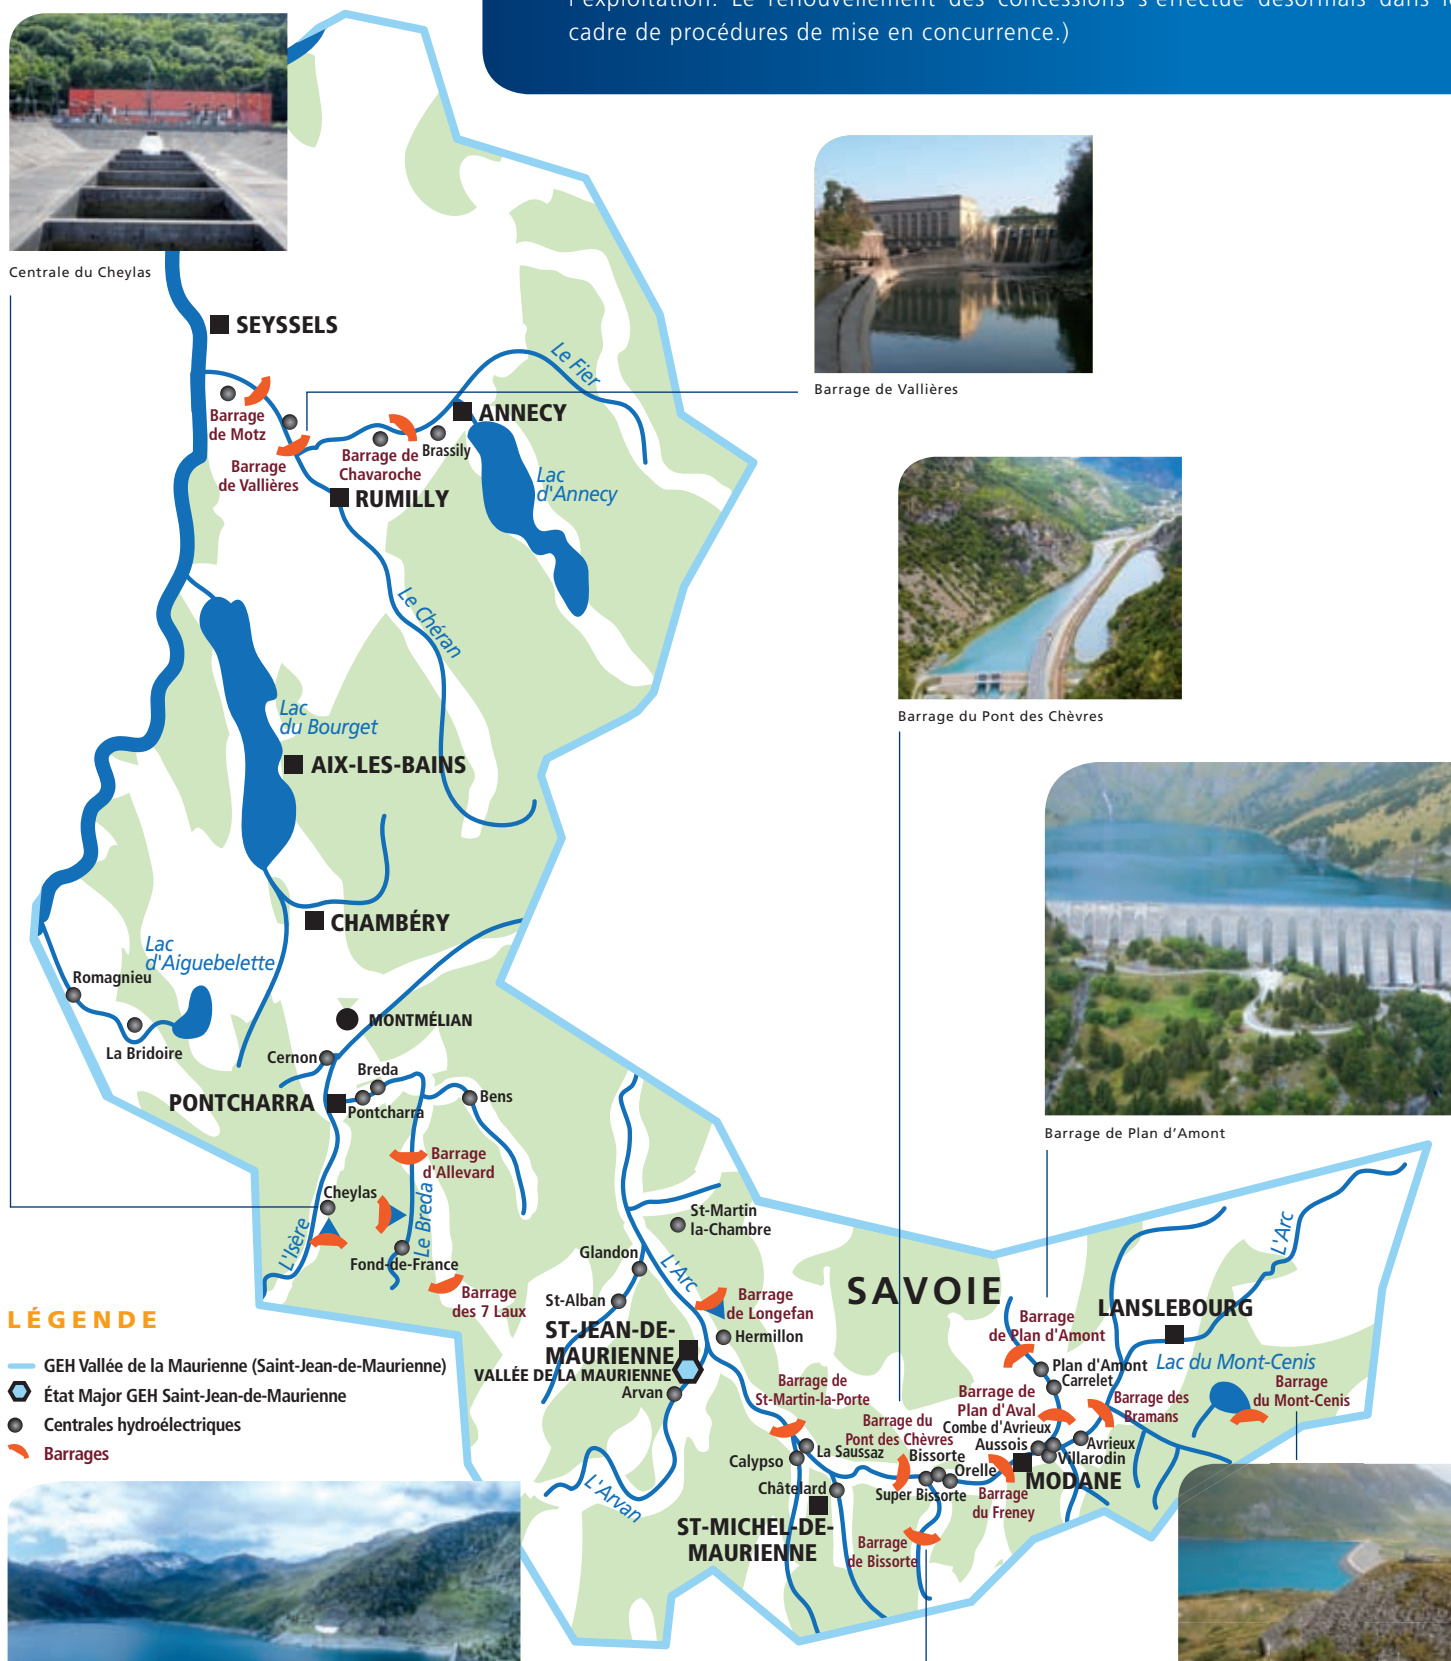 l'exploitation. Le renouvellement des concessions s'effectue désormais dans
cadre de procédures de mise en concurrence.)
Centrale du Cheylas
Barrage de Vallières
Barrage du Pont des Chèvres
Barrage de Plan d'Amont
SEYSSELS
Le Fier
Barrage
de Motz
ANNECY
Brassily
Barrage de
Chavaroche
Barrage
de Vallières
RUMILLY
Lac
d'Annecy
Le Chéran
Lac
du Bourget
AIX-LES-BAINS
CHAMBÉRY
Lac
d'Aiguebelette
Romagnieu
La Bridoire
MONTMÉLIAN
Cernon
Breda
PONTCHARRA
Pontcharra
Bens
Barrage
d'Allevard
Cheylas
L'Isère
Le Breda
Fond-de-France
Barrage
des 7 Laux
St-Martin
la-Chambre
Glandon
L'Arc
St-Alban
Barrage
de Longefan
Hermillon
ST-JEAN-DE-
MAURIENNE
VALLÉE DE LA MAURIENNE
Arvan
L'Arvan
SAVOIE
Barrage de
St-Martin-la-Porte
La Saussaz
Calypso
Châtelard
ST-MICHEL-DE-
MAURIENNE
Barrage du
Pont des Chèvres
Bissorte
Orelle
Super Bissorte
Barrage
de Bissorte
Barrage
du Freney
MODANE
Barrage
de Plan d'Amont
Plan d'Amont
Carrelet
Barrage de
Plan d'Aval
Combe d'Avrieux
Aussois
Avrieux
Villarodin
Barrage des
Bramans
LANSLEBOURG
L'Arc
Lac du Mont-Cenis
Barrage
du Mont-Cenis
LÉGENDE
GEH Vallée de la Maurienne (Saint-Jean-de-Maurienne)
État Major GEH Saint-Jean-de-Maurienne
Centrales hydroélectriques
Barrages